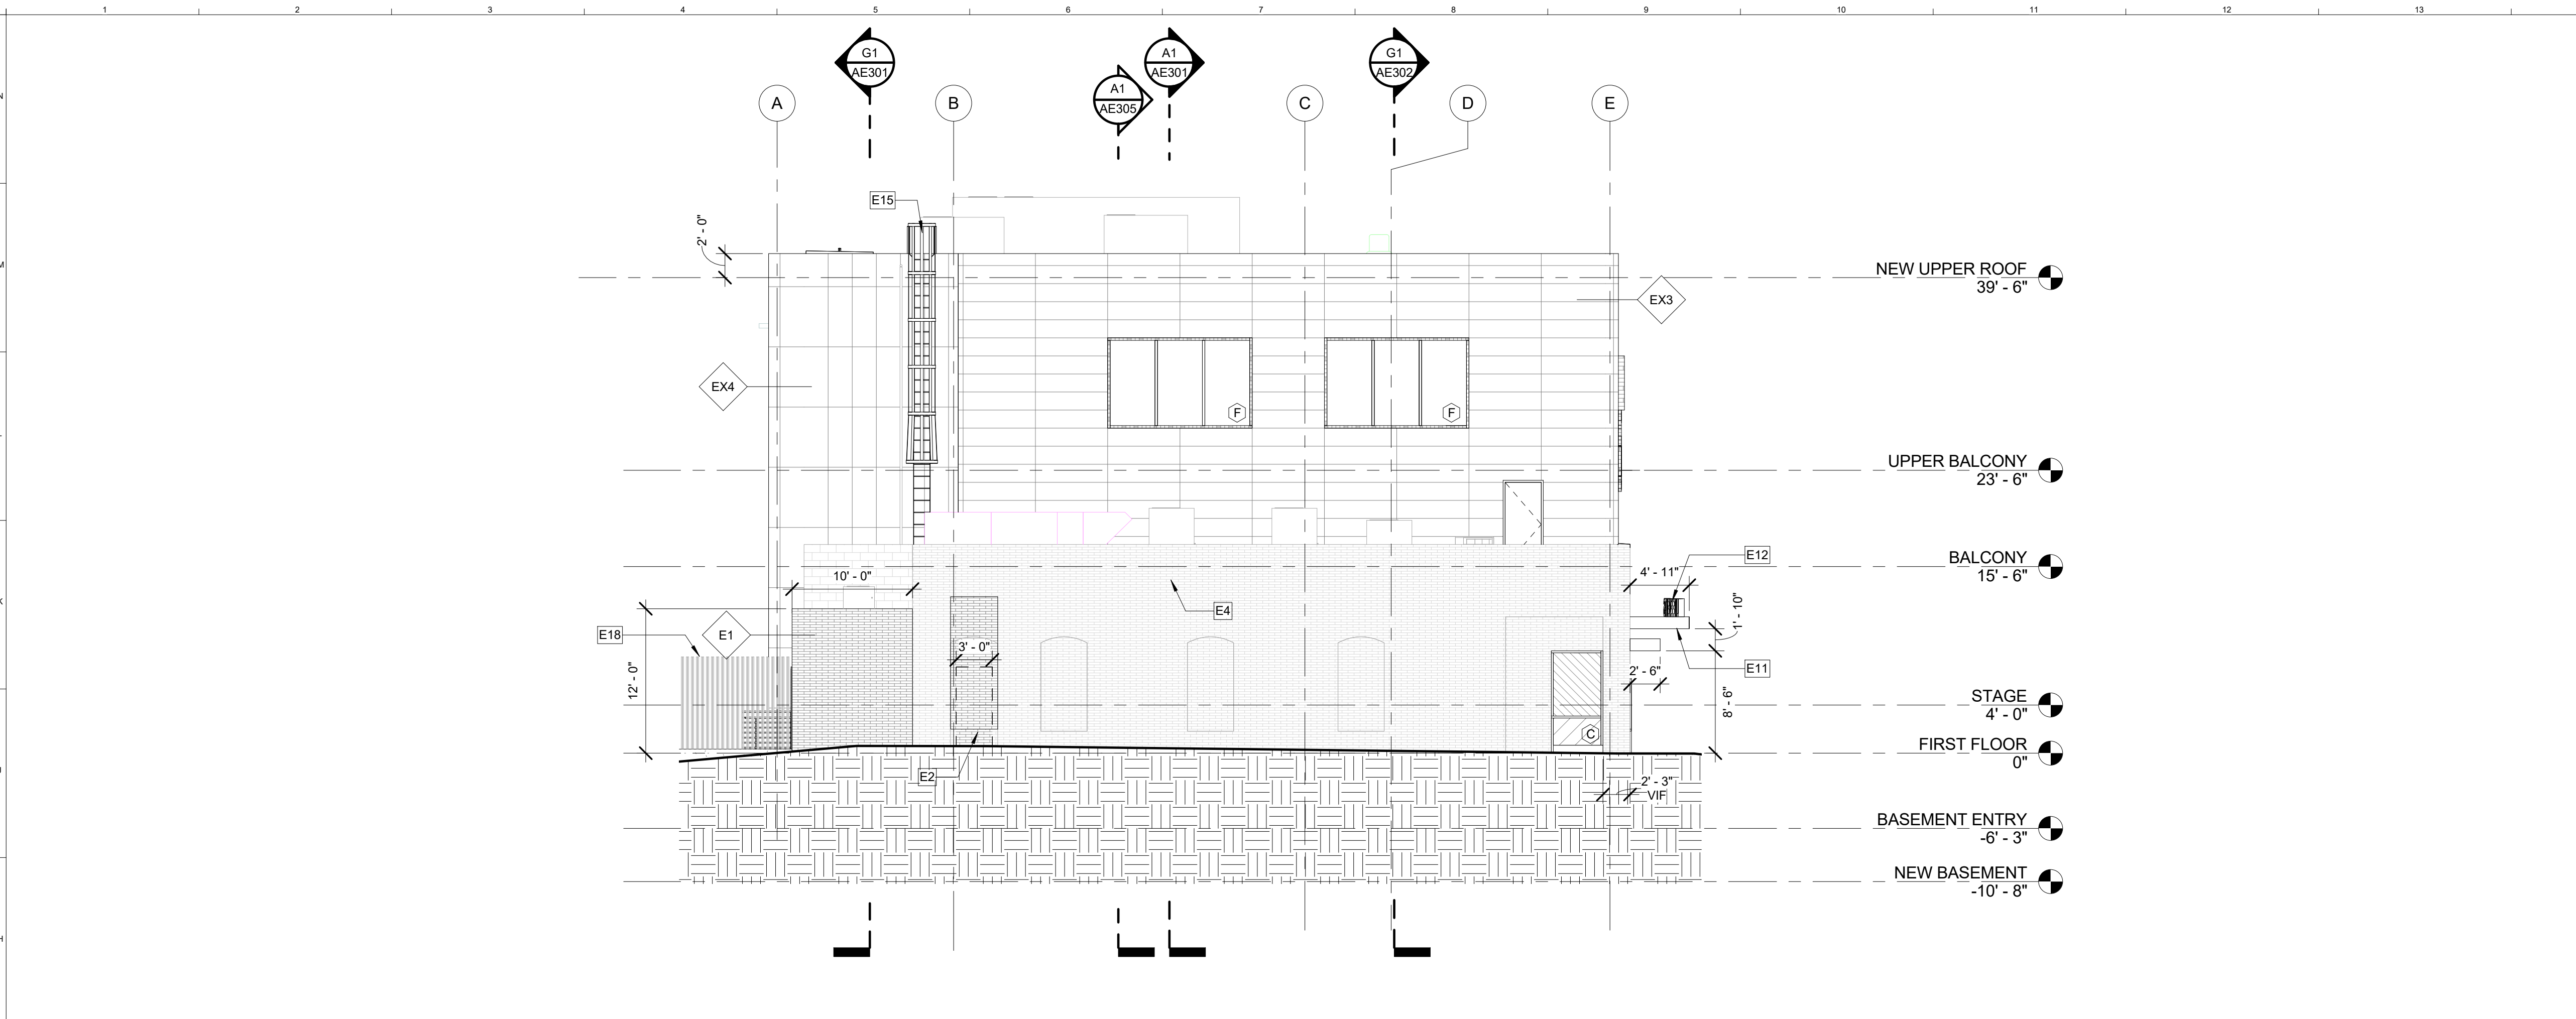 1 2 3 4 5 6 7 8 9 10 11 12 13
G1
AE301
A1
AE301
G1
AE302
A1
AE305
A
B
C
D
E
N
E15
2' - 0"
M
NEW UPPER ROOF
39' - 6"
EX3
EX4
F
F
UPPER BALCONY
23' - 6"
BALCONY
15' - 6"
E12
10' - 0"
4' - 11"
K
E4
1' - 10"
E18
E1
3' - 0"
E11
2' - 6"
12' - 0"
8' - 6"
STAGE
4' - 0"
C
FIRST FLOOR
0"
E2
2' - 3"
VIF
BASEMENT ENTRY
-6' - 3"
NEW BASEMENT
-10' - 8"
H